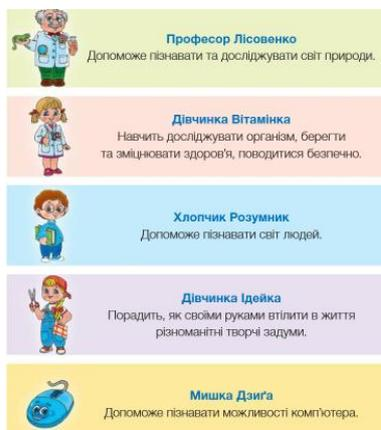 Професор Лісовенко
Допоможе пізнавати та досліджувати світ природи.
Дівчинка Вітамінка
Навчить досліджувати організм, берегти
та зміцнювати здоров'я, поводитися безпечно.
Хлопчик Розумник
Допоможе пізнавати світ людей.
Дівчинка Ідейка
Порадить, як своїми руками втілити в життя
різноманітні творчі задуми.
Мишка Дзиґа
Допоможе пізнавати можливості комп'ютера.